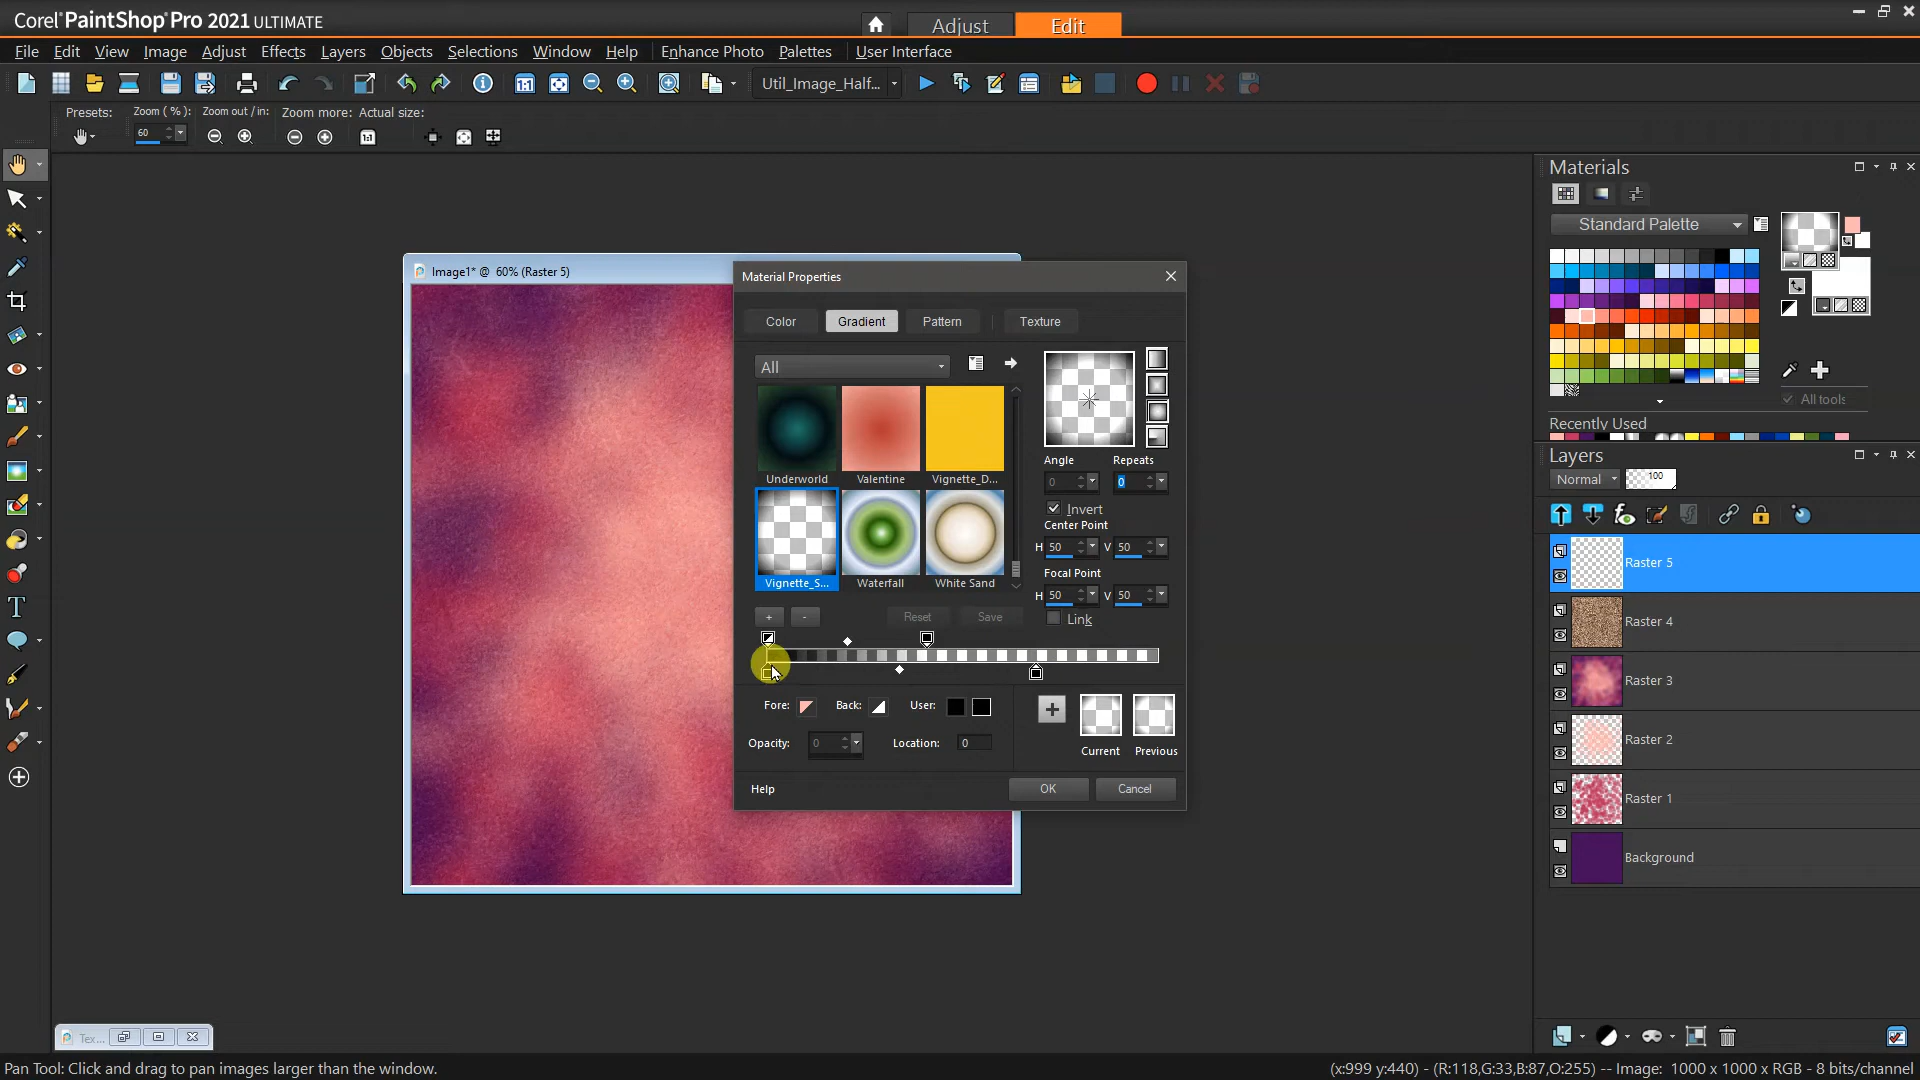 Corel PaintShop Pro 2021 ULTIMATE
Adjust Edit
File Edit View Image Adjust Effects Layers Objects Selections Window Help Enhance Photo Palettes User Interface
Util_Image_Half...
Presets: Zoom ( % ): Zoom out / in: Zoom more: Actual size:
60
1:1
Image1* @ 60% (Raster 5)
Material Properties
Color Gradient Pattern Texture
All
Underworld Valentine Vignette_D...
Vignette_S... Waterfall White Sand
Angle Repeats
0 0
Invert
Center Point
H 50 V 50
Focal Point
H 50 V 50
Link
+ - Reset Save
Fore: Back: User:
Opacity: 0 Location: 0
Current Previous
Help OK Cancel
Materials
Standard Palette
All tools
Recently Used
Layers
Normal 100
Raster 5
Raster 4
Raster 3
Raster 2
Raster 1
Background
Tex...
Pan Tool: Click and drag to pan images larger than the window.
(x:999 y:440) - (R:118,G:33,B:87,O:255) -- Image: 1000 x 1000 x RGB - 8 bits/channel